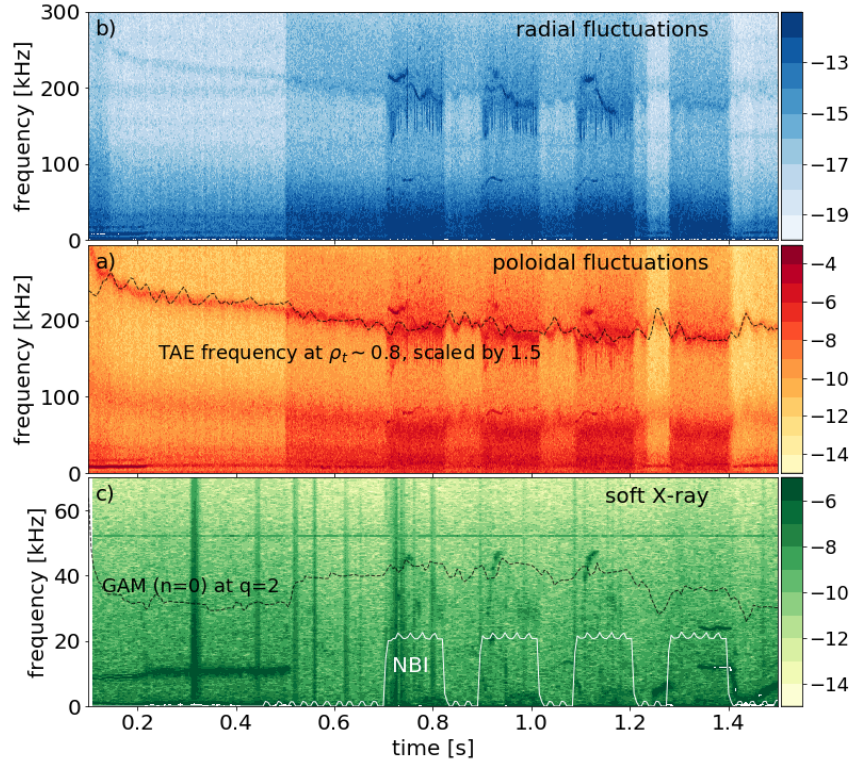 b) radial fluctuations
300
200
100
0
frequency [kHz]
−13
−15
−17
−19
a) poloidal fluctuations
TAE frequency at ρt~ 0.8, scaled by 1.5
200
100
0
frequency [kHz]
−4
−6
−8
−10
−12
−14
c) soft X-ray
GAM (n=0) at q=2
NBI
60
40
20
0
frequency [kHz]
−6
−8
−10
−12
−14
0.2 0.4 0.6 0.8 1.0 1.2 1.4
time [s]